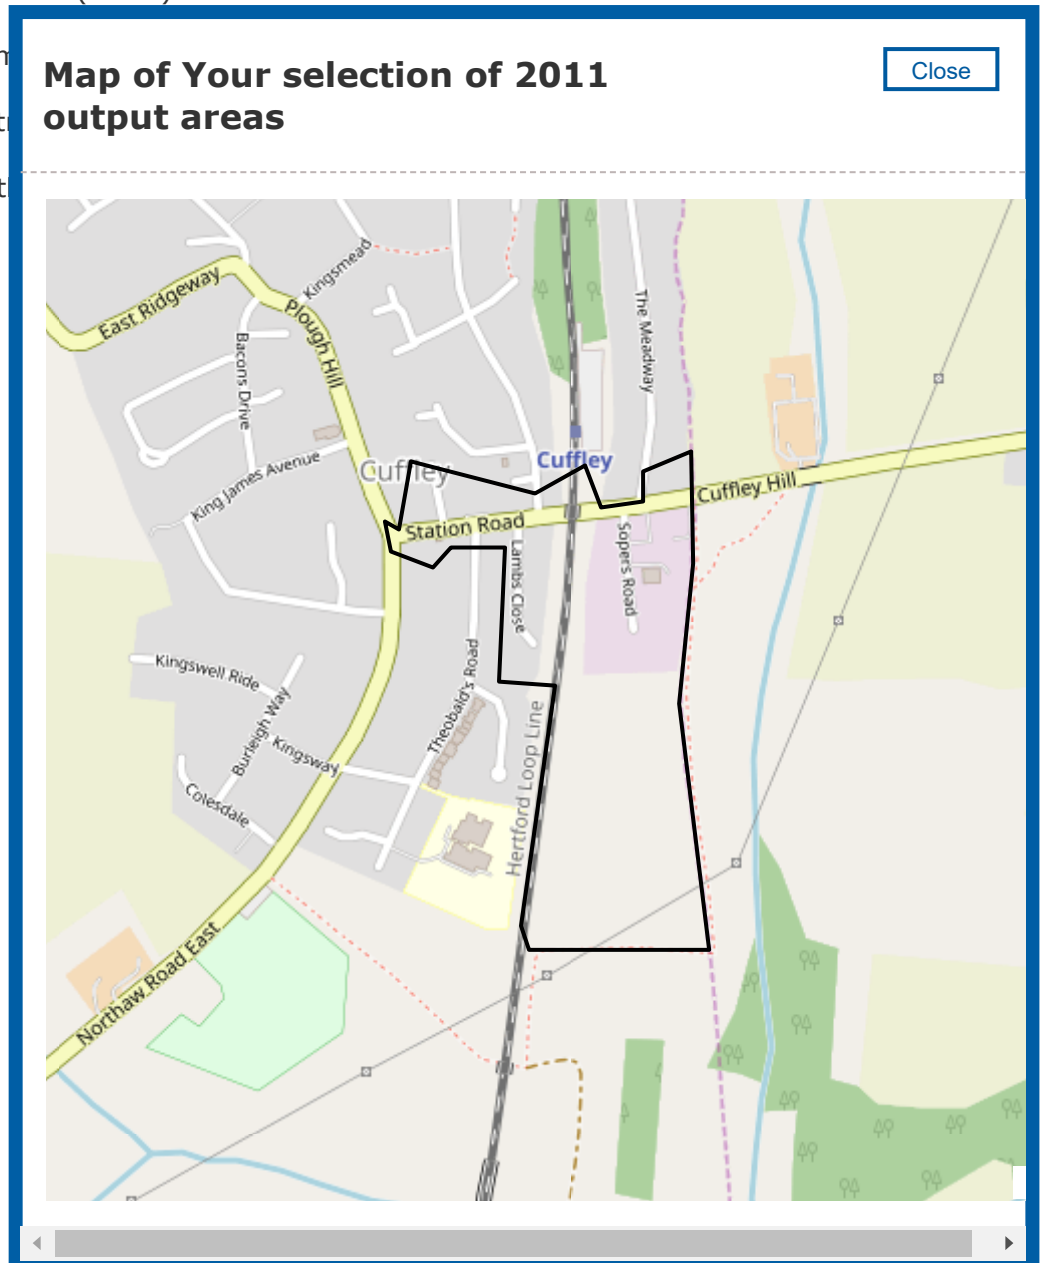 Map of Your selection of 2011
output areas
Close
Kingsmead
East Ridgeway
Plough Hill
The Meadway
Bacons Drive
King James Avenue
Cuffley
Cuffley
Cuffley Hill
Station Road
Sopers Road
Lambs Close
Kingswell Ride
Theobald's Road
Burleigh Way
Kingsway
Colesdale
Hertford Loop Line
Northaw Road East